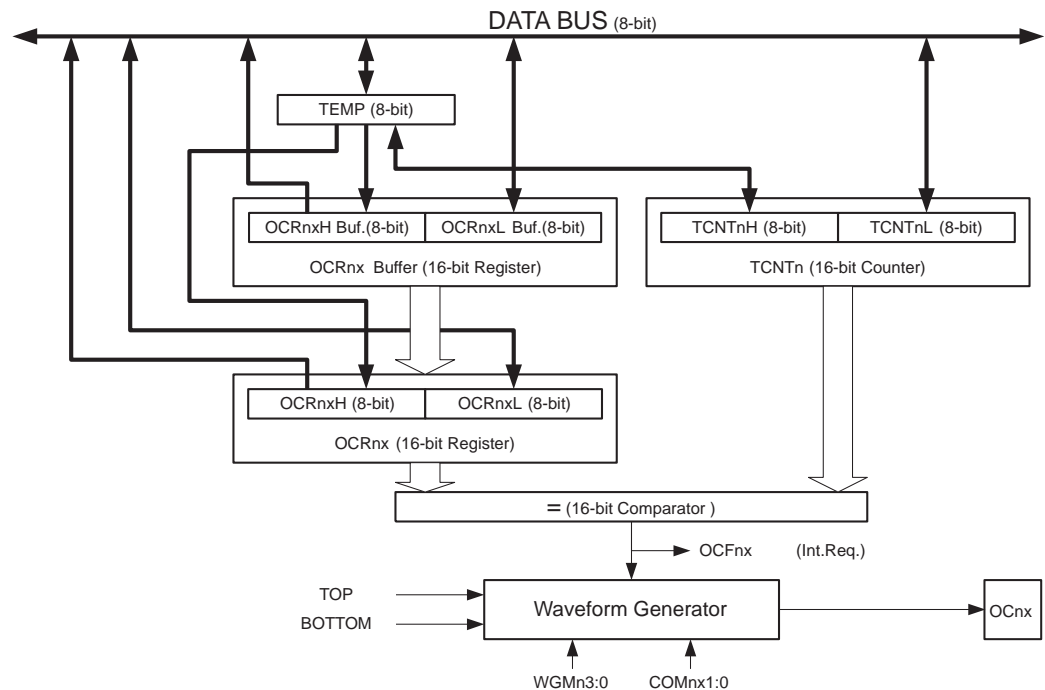 DATA BUS (8-bit)
TEMP (8-bit)
OCRnxH Buf.(8-bit)
OCRnxL Buf.(8-bit)
TCNTnH (8-bit)
TCNTnL (8-bit)
OCRnx Buffer (16-bit Register)
TCNTn (16-bit Counter)
OCRnxH (8-bit)
OCRnxL (8-bit)
OCRnx (16-bit Register)
= (16-bit Comparator )
OCFnx (Int.Req.)
TOP
BOTTOM
Waveform Generator
OCnx
WGMn3:0
COMnx1:0